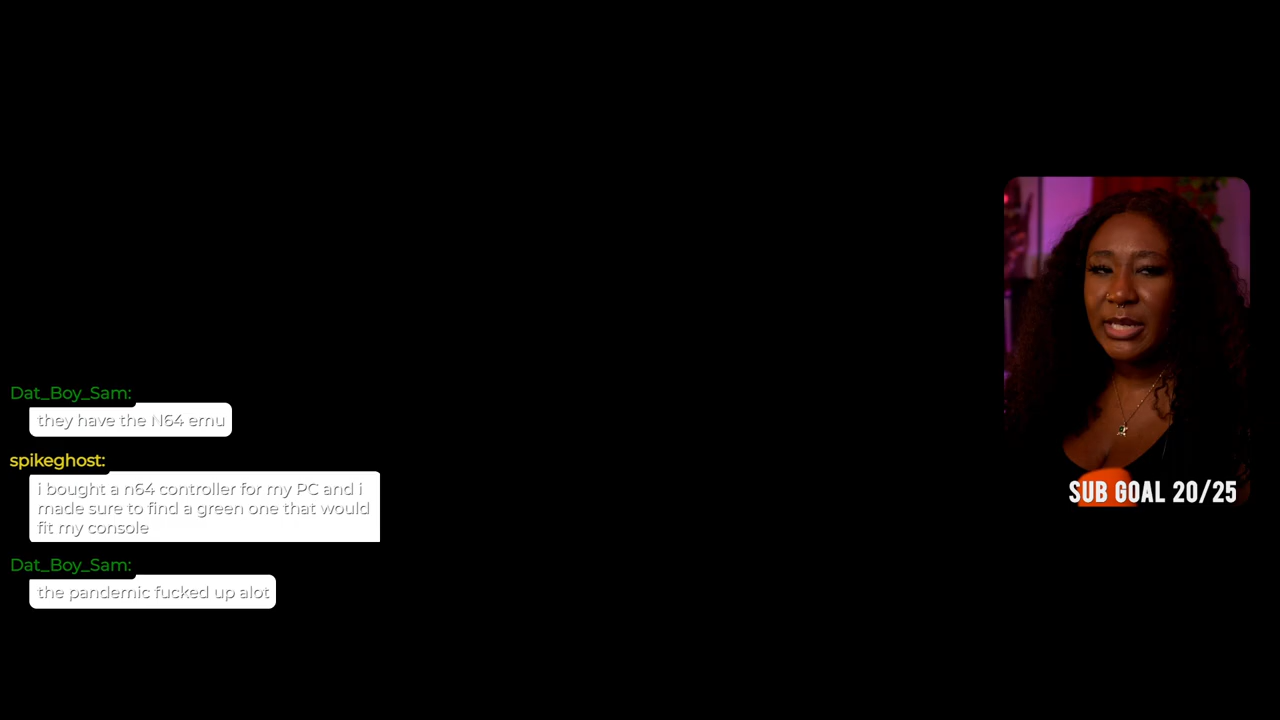 Dat_Boy_Sam:
they have the N64 emu
spikeghost:
i bought a n64 controller for my PC and i
made sure to find a green one that would
fit my console
Dat_Boy_Sam:
the pandemic fucked up alot
SUB GOAL 20/25